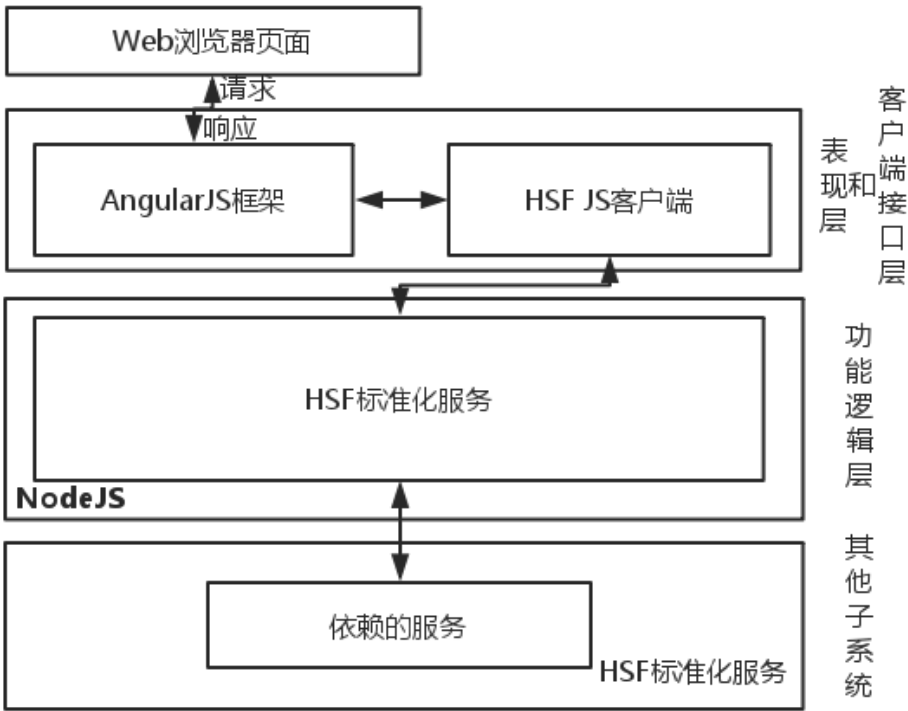 Web浏览器页面
请求
响应
AngularJS框架
HSF JS客户端
表现层
和
客户端接口层
HSF标准化服务
NodeJS
功能逻辑层
依赖的服务
HSF标准化服务
其他子系统